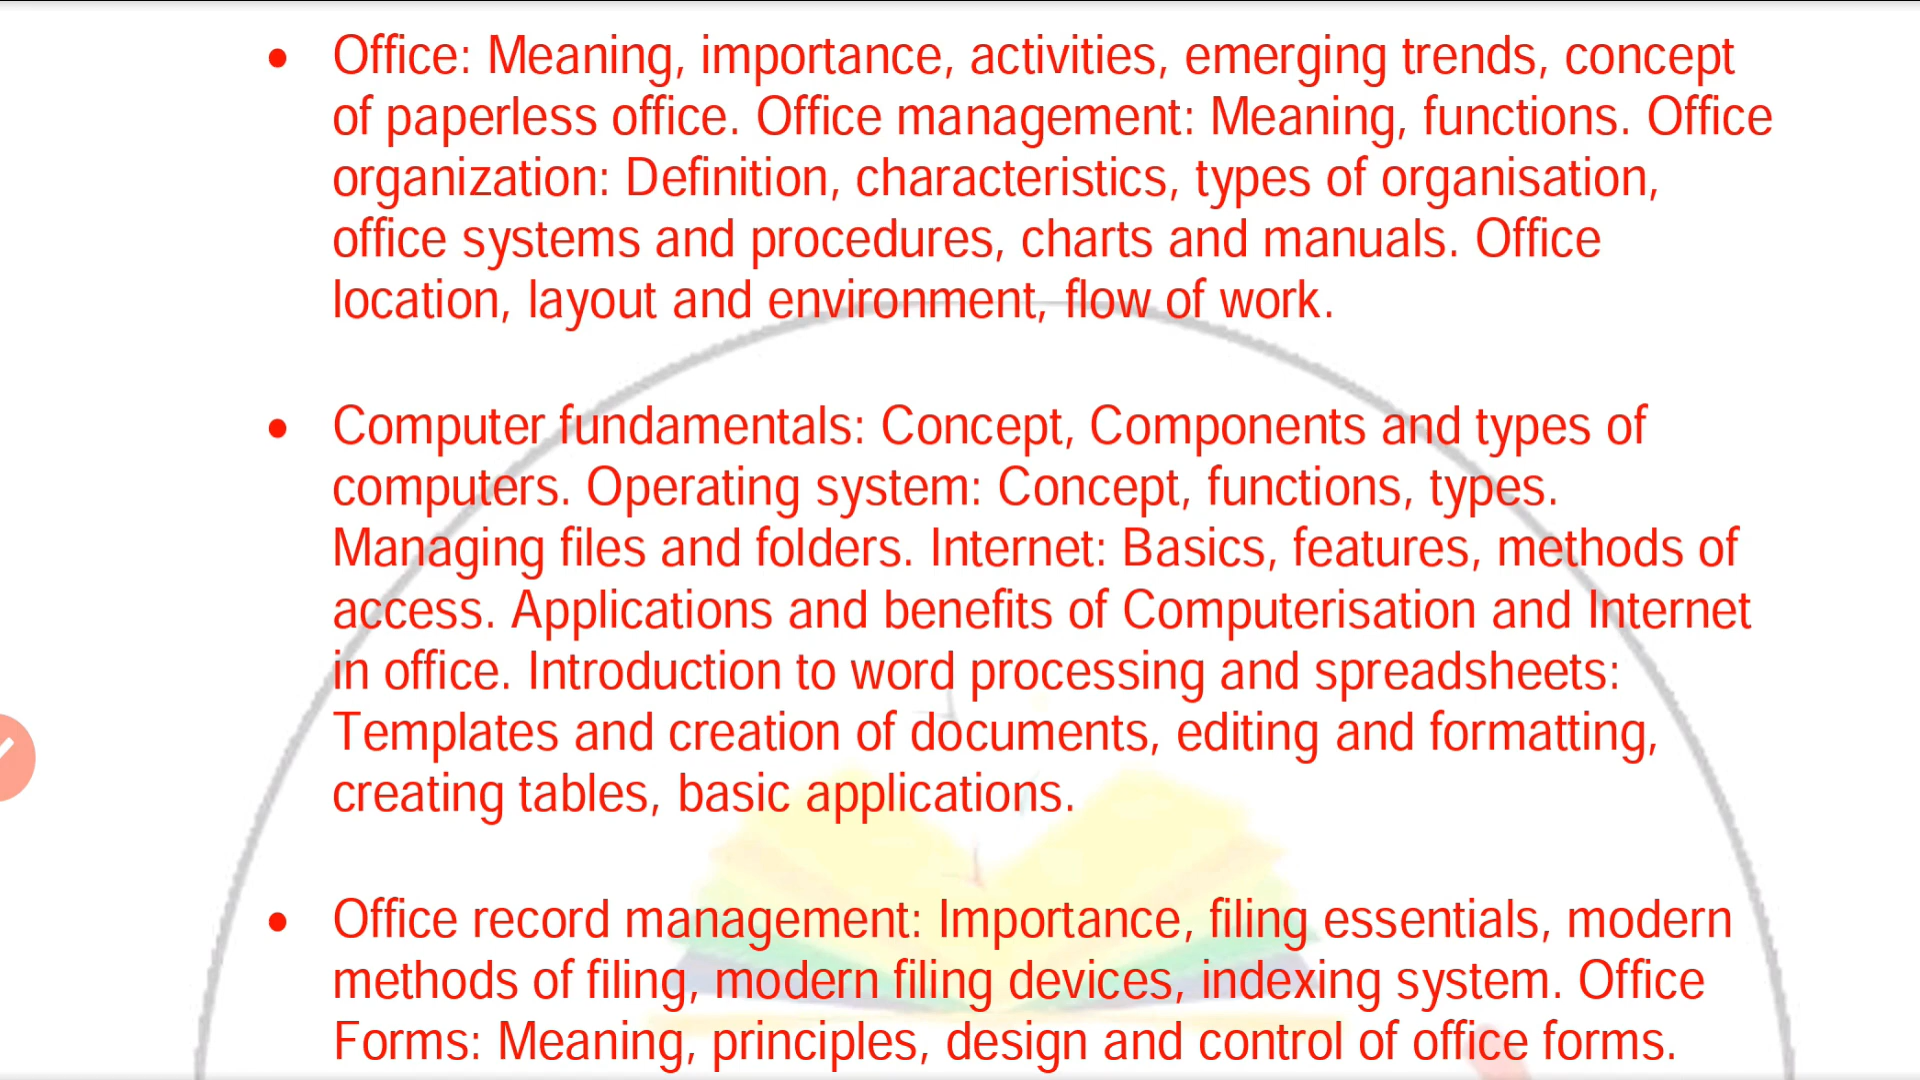 • Office: Meaning, importance, activities, emerging trends, concept
of paperless office. Office management: Meaning, functions. Office
organization: Definition, characteristics, types of organisation,
office systems and procedures, charts and manuals. Office
location, layout and environment, flow of work.
• Computer fundamentals: Concept, Components and types of
computers. Operating system: Concept, functions, types.
Managing files and folders. Internet: Basics, features, methods of
access. Applications and benefits of Computerisation and Internet
in office. Introduction to word processing and spreadsheets:
Templates and creation of documents, editing and formatting,
creating tables, basic applications.
• Office record management: Importance, filing essentials, modern
methods of filing, modern filing devices, indexing system. Office
Forms: Meaning, principles, design and control of office forms.